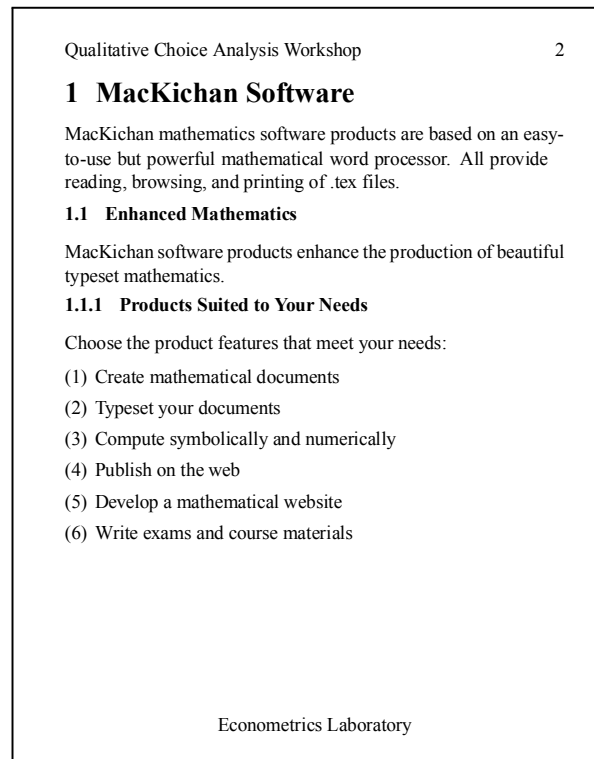 Qualitative Choice Analysis Workshop 2
1 MacKichan Software
MacKichan mathematics software products are based on an easy-
to-use but powerful mathematical word processor. All provide
reading, browsing, and printing of .tex files.
1.1 Enhanced Mathematics
MacKichan software products enhance the production of beautiful
typeset mathematics.
1.1.1 Products Suited to Your Needs
Choose the product features that meet your needs:
(1) Create mathematical documents
(2) Typeset your documents
(3) Compute symbolically and numerically
(4) Publish on the web
(5) Develop a mathematical website
(6) Write exams and course materials
Econometrics Laboratory